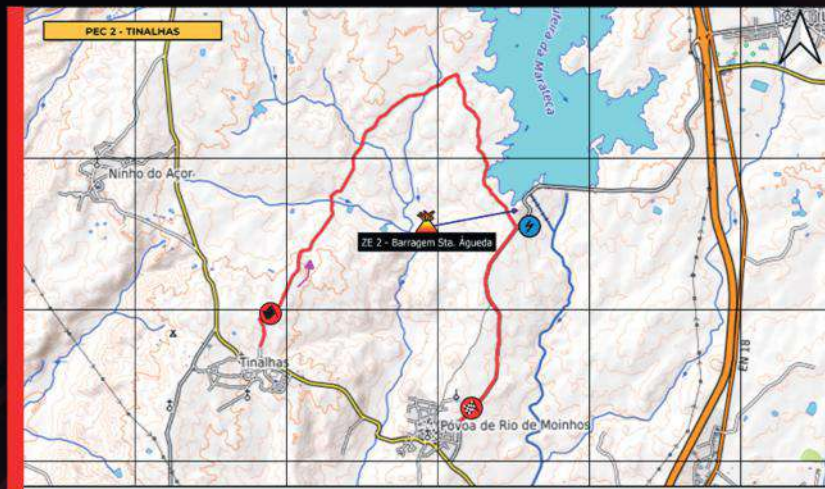 PEC 2 - TINALHAS
Ribeira da Marateca
Ninho do Açor
ZE 2 - Barragem Sta. Águeda
Tinalhas
EN 18
Póvoa de Rio de Moinhos